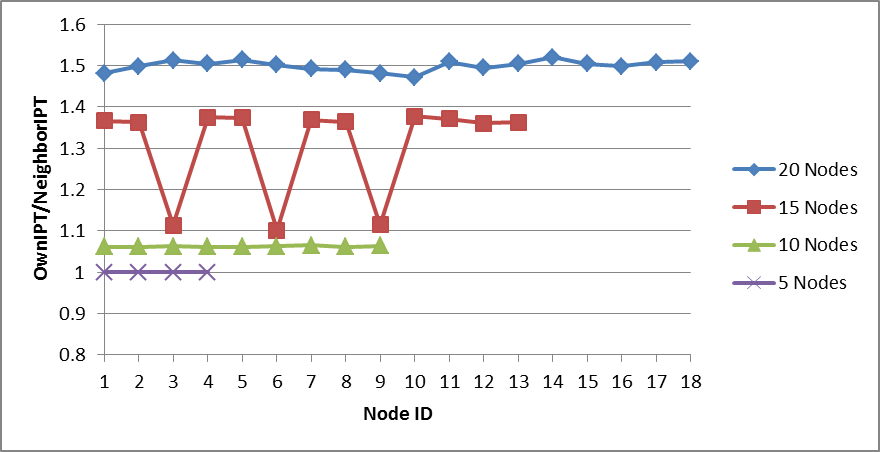 1.6
1.5
1.4
1.3
1.2
1.1
1
0.9
0.8
OwnIPT/NeighborIPT
1 2 3 4 5 6 7 8 9 10 11 12 13 14 15 16 17 18
Node ID
20 Nodes
15 Nodes
10 Nodes
5 Nodes